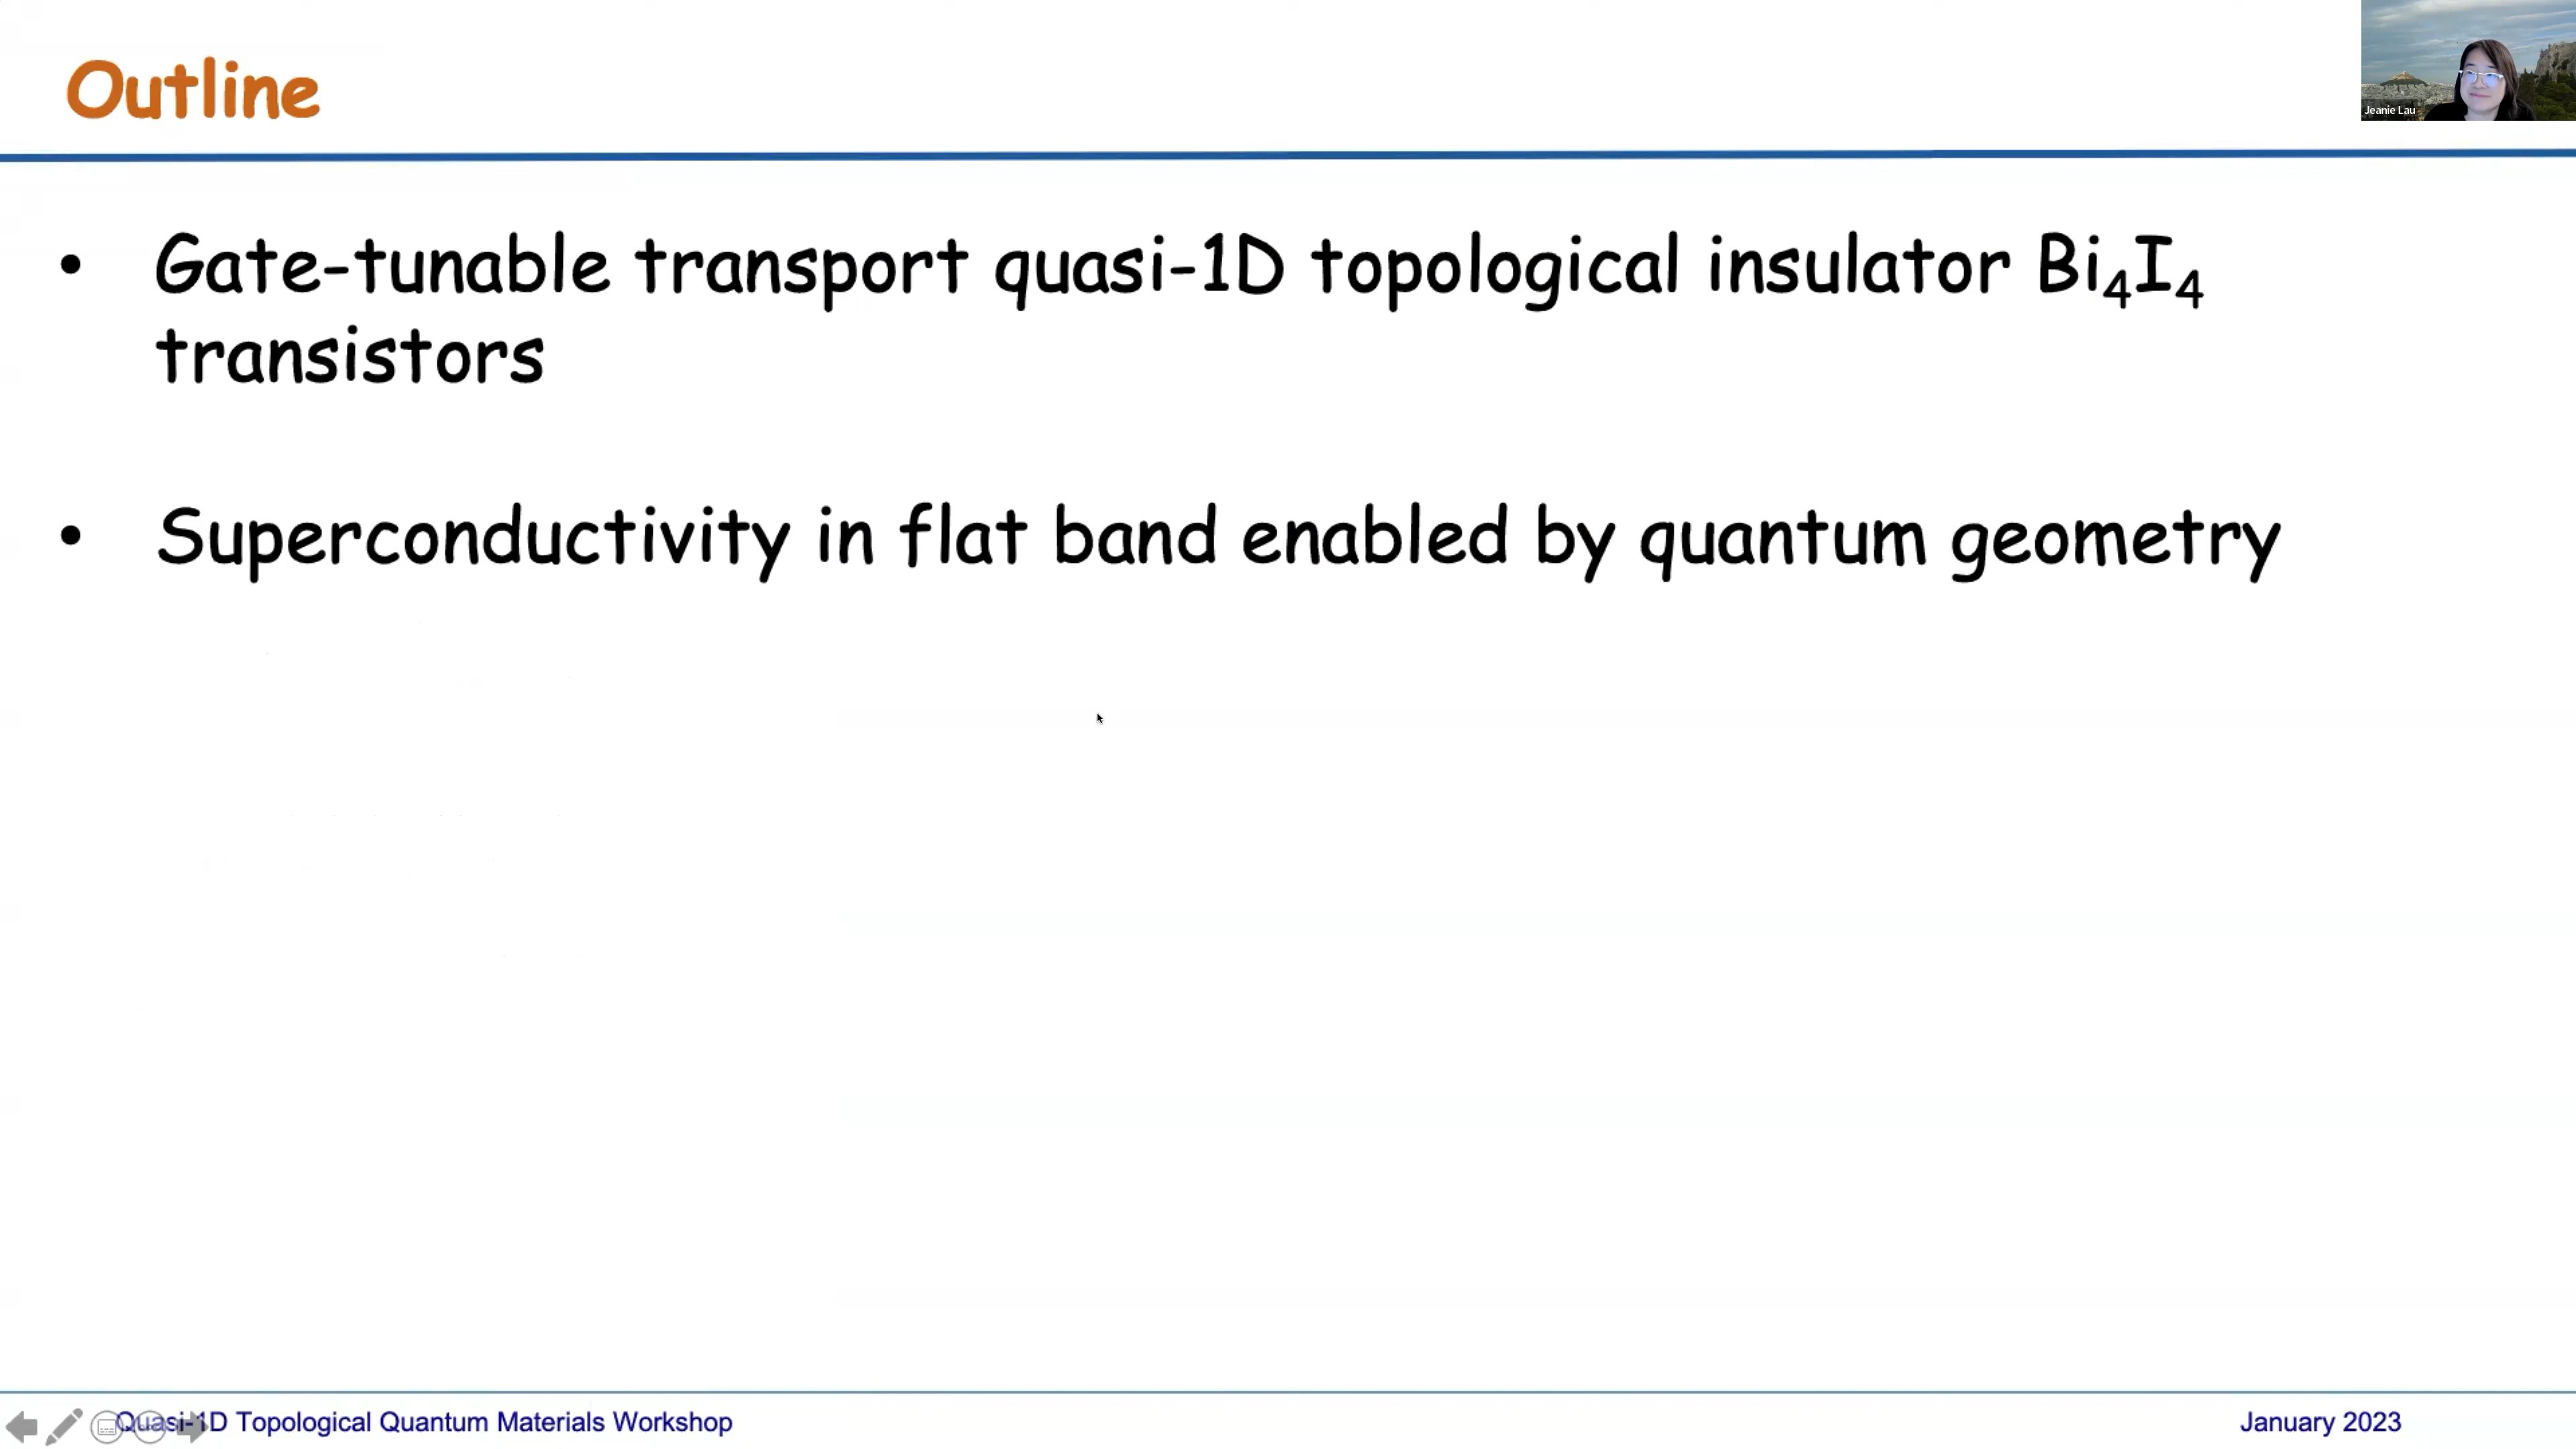 Outline
Jeanie Lau
• Gate-tunable transport quasi-1D topological insulator Bi₄I₄
transistors
• Superconductivity in flat band enabled by quantum geometry
Quasi-1D Topological Quantum Materials Workshop
January 2023